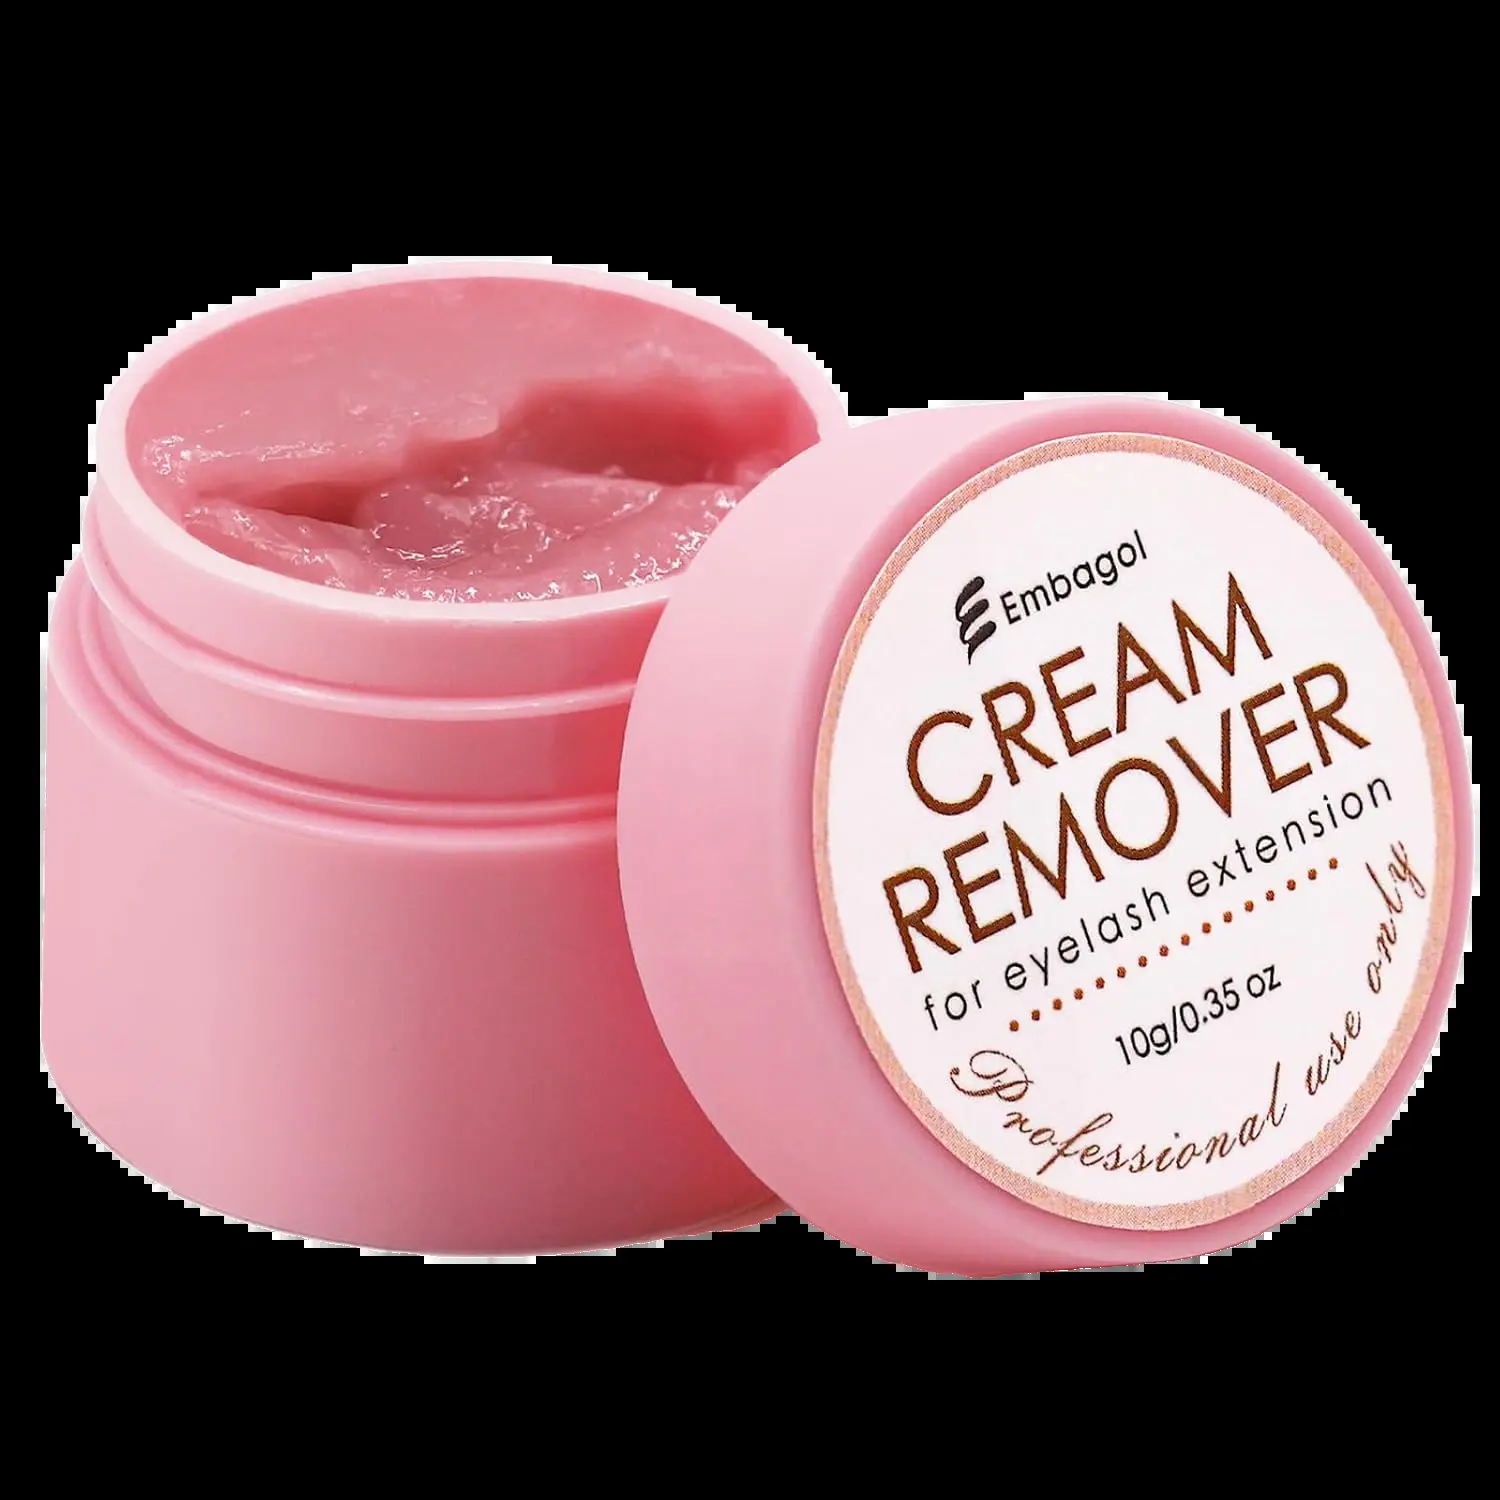 Embagol
CREAM
REMOVER
for eyelash extension
10g/0.35 oz
Professional use only